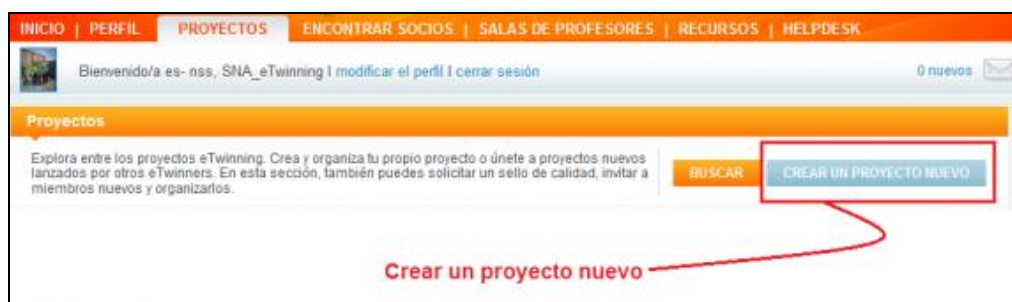 INICIO | PERFIL PROYECTOS ENCONTRAR SOCIOS | SALAS DE PROFESORES | RECURSOS | HELPDESK
Bienvenido/a es- nss, SNA_eTwinning I modificar el perfil I cerrar sesión 0 nuevos
Proyectos
Explora entre los proyectos eTwinning. Crea y organiza tu propio proyecto o únete a proyectos nuevos
lanzados por otros eTwinners. En esta sección, también puedes solicitar un sello de calidad, invitar a
miembros nuevos y organizarlos.
BUSCAR CREAR UN PROYECTO NUEVO
Crear un proyecto nuevo